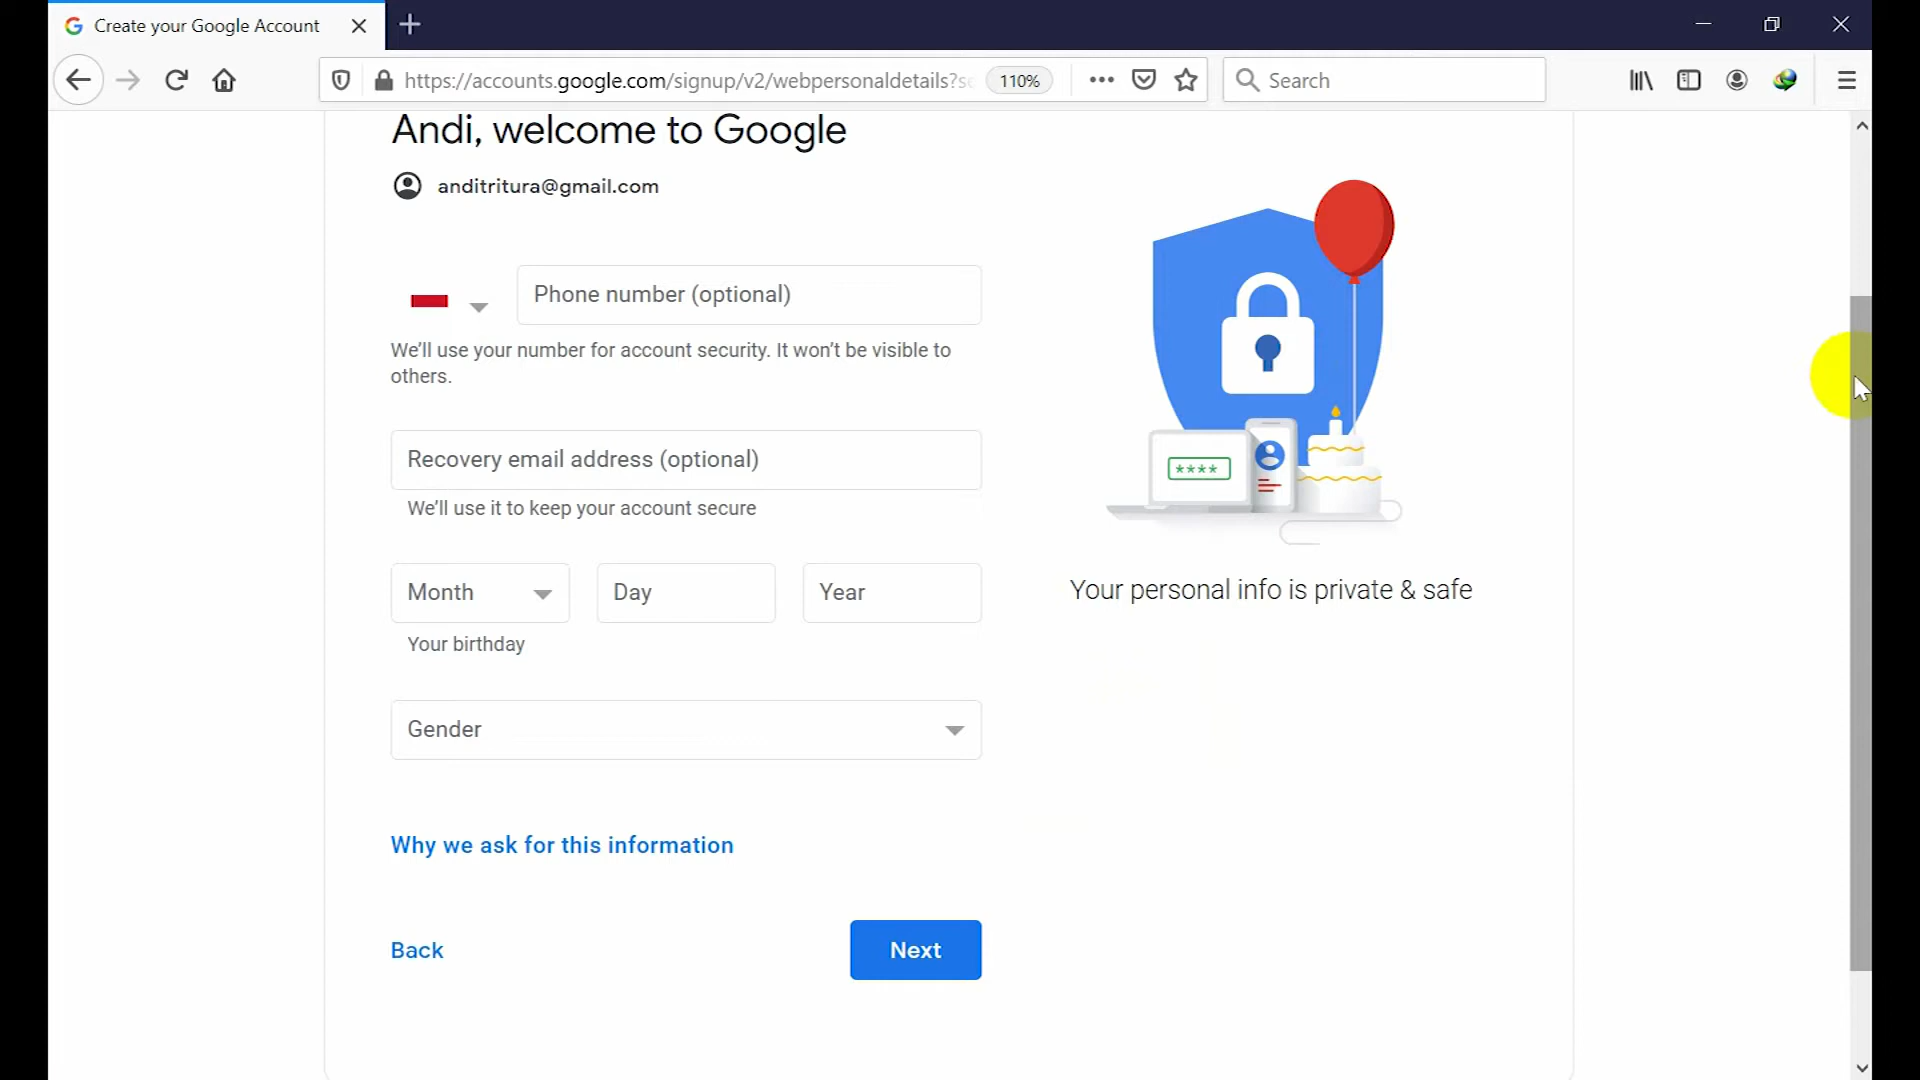 Create your Google Account
https://accounts.google.com/signup/v2/webpersonaldetails?s
110%
Search
Andi, welcome to Google
anditritura@gmail.com
Phone number (optional)
We'll use your number for account security. It won't be visible to
others.
Recovery email address (optional)
We'll use it to keep your account secure
Month
Day
Year
Your birthday
Gender
Why we ask for this information
Back
Next
****
Your personal info is private & safe